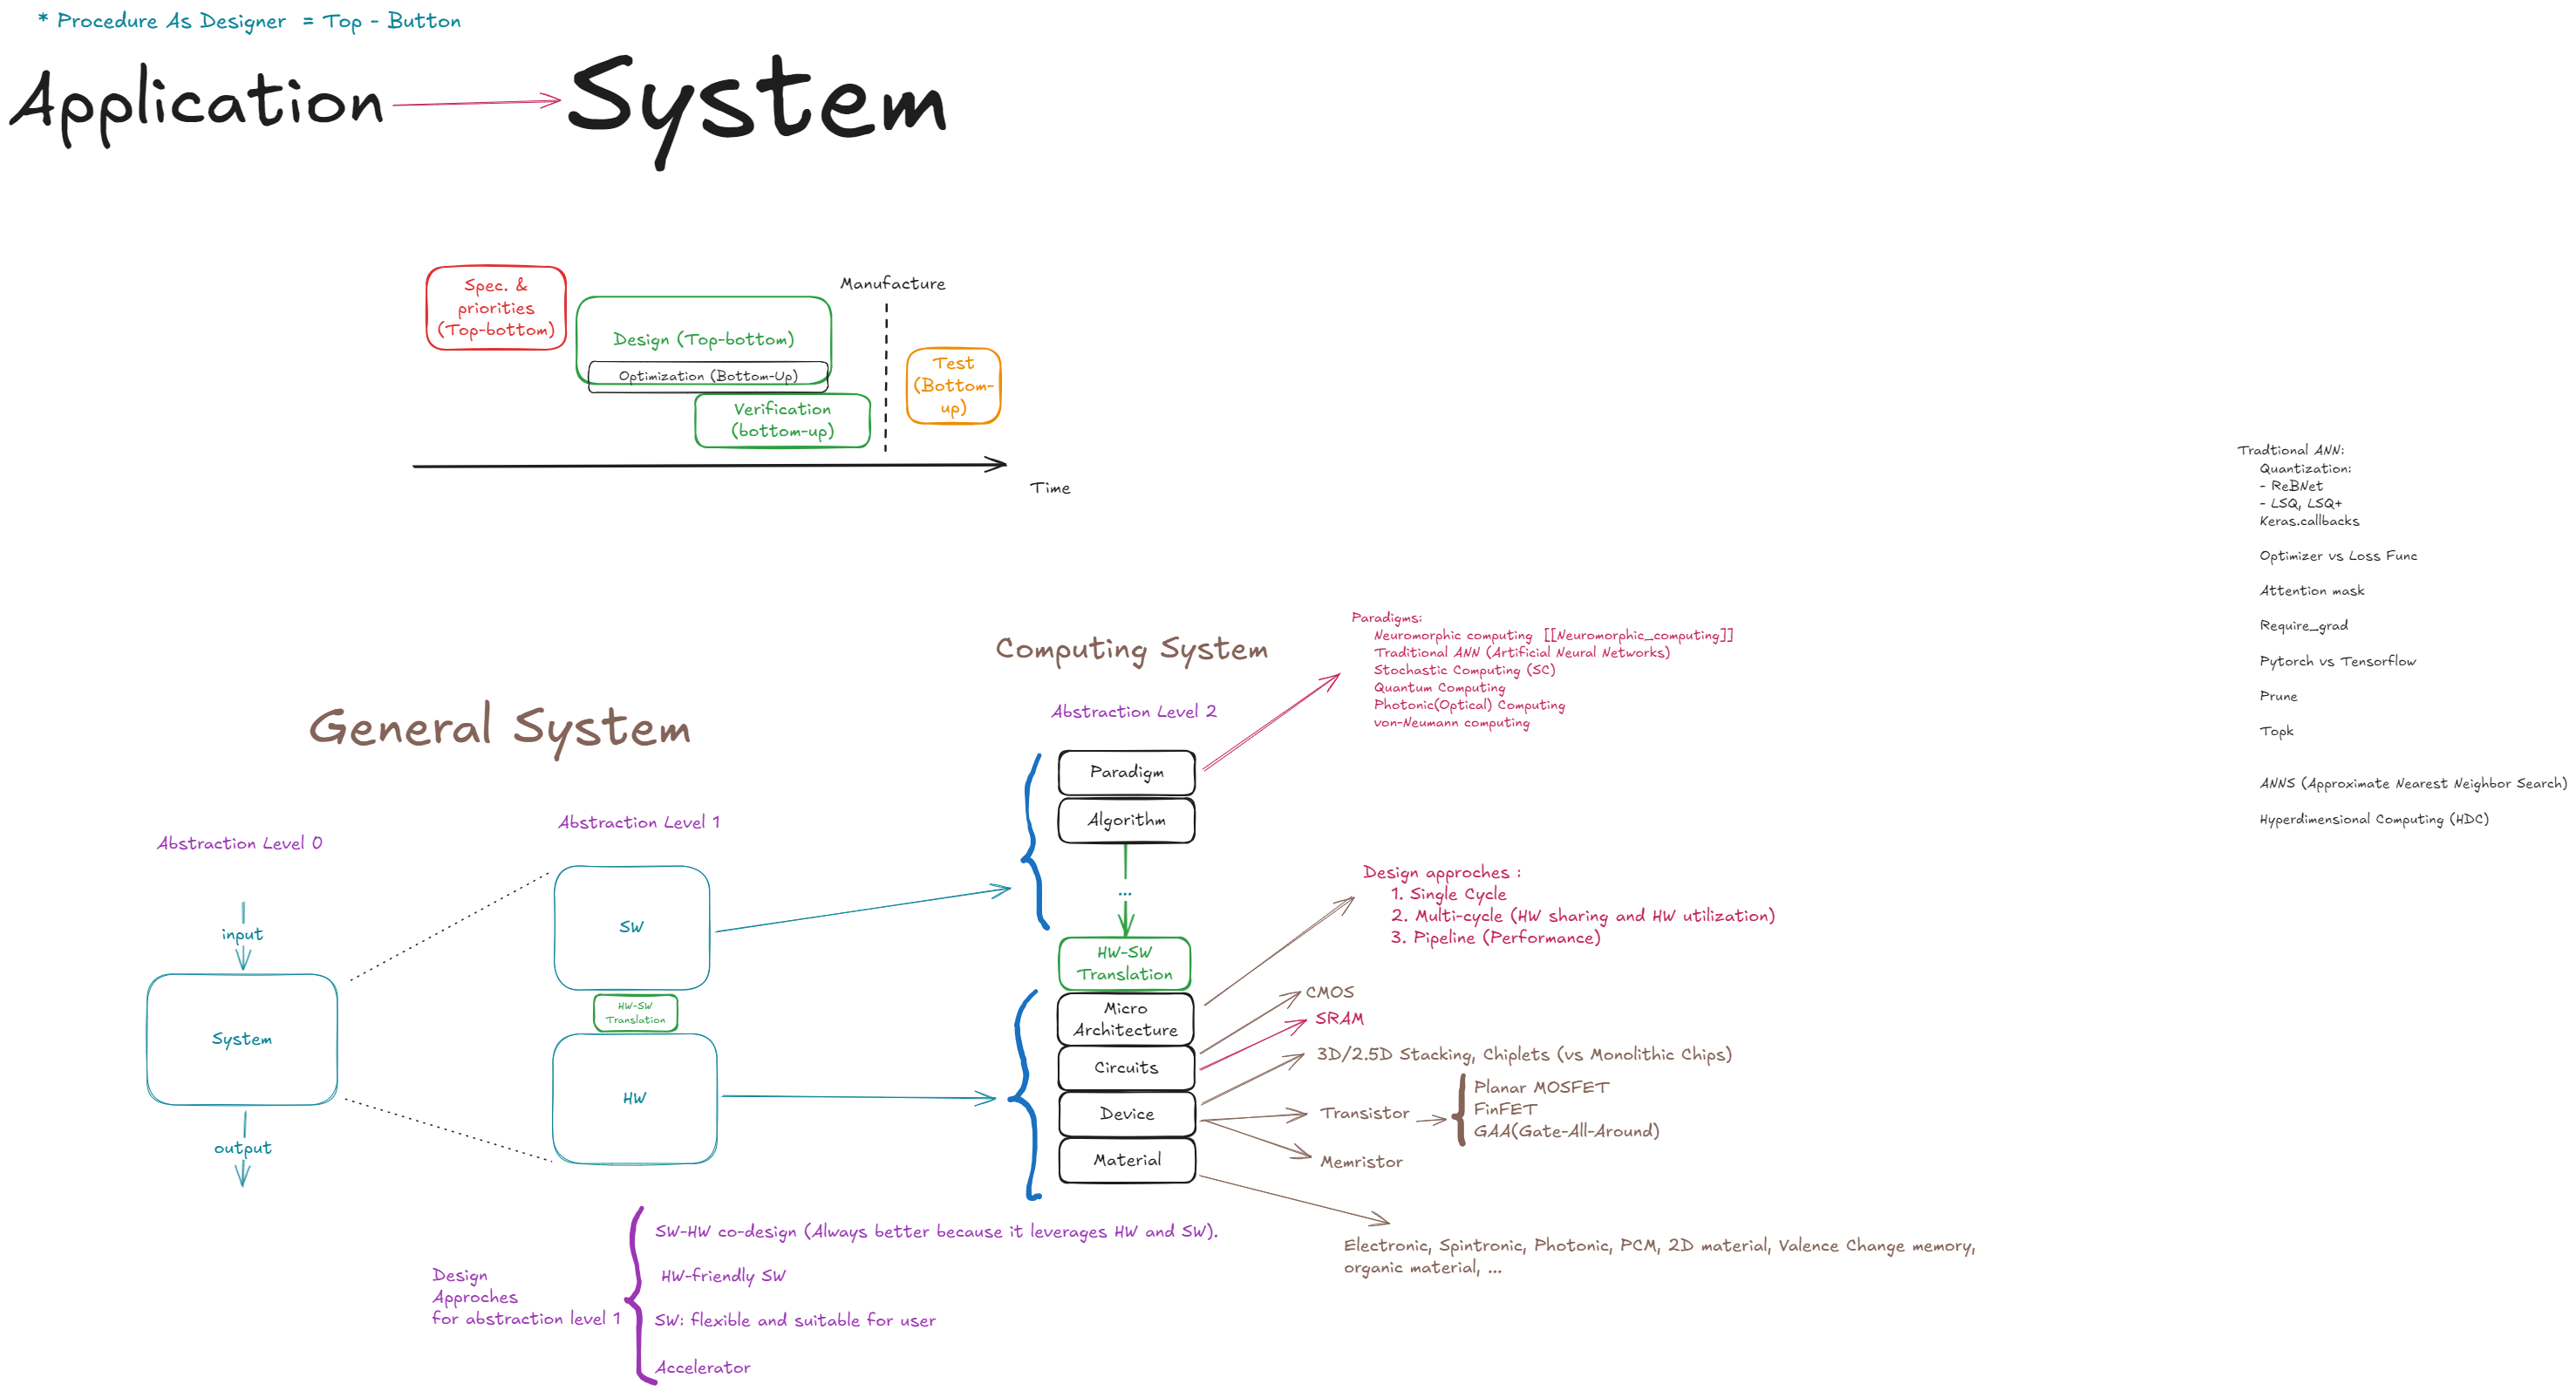 * Procedure As Designer = Top - Button
Application
System
Spec. &
priorities
(Top-bottom)
Manufacture
Design (Top-bottom)
Optimization (Bottom-Up)
Verification
(bottom-up)
Test
(Bottom-
up)
Time
Tradtional ANN:
Quantization:
- ReBNet
- LSQ, LSQ+
Keras.callbacks
Optimizer vs Loss Func
Attention mask
Require_grad
Pytorch vs Tensorflow
Prune
Topk
ANNS (Approximate Nearest Neighbor Search)
Hyperdimensional Computing (HDC)
General System
Abstraction Level 0
input
System
output
Abstraction Level 1
SW
HW-SW
Translation
HW
Computing System
Abstraction Level 2
Paradigm
Algorithm
...
HW-SW
Translation
Micro
Architecture
Circuits
Device
Material
Paradigms:
Neuromorphic computing [[Neuromorphic_computing]]
Traditional ANN (Artificial Neural Networks)
Stochastic Computing (SC)
Quantum Computing
Photonic(Optical) Computing
von-Neumann computing
Design approches :
1. Single Cycle
2. Multi-cycle (HW sharing and HW utilization)
3. Pipeline (Performance)
CMOS
SRAM
3D/2.5D Stacking, Chiplets (vs Monolithic Chips)
Transistor
Planar MOSFET
FinFET
GAA(Gate-All-Around)
Memristor
Electronic, Spintronic, Photonic, PCM, 2D material, Valence Change memory,
organic material, ...
Design
Approches
for abstraction level 1
SW-HW co-design (Always better because it leverages HW and SW).
HW-friendly SW
SW: flexible and suitable for user
Accelerator